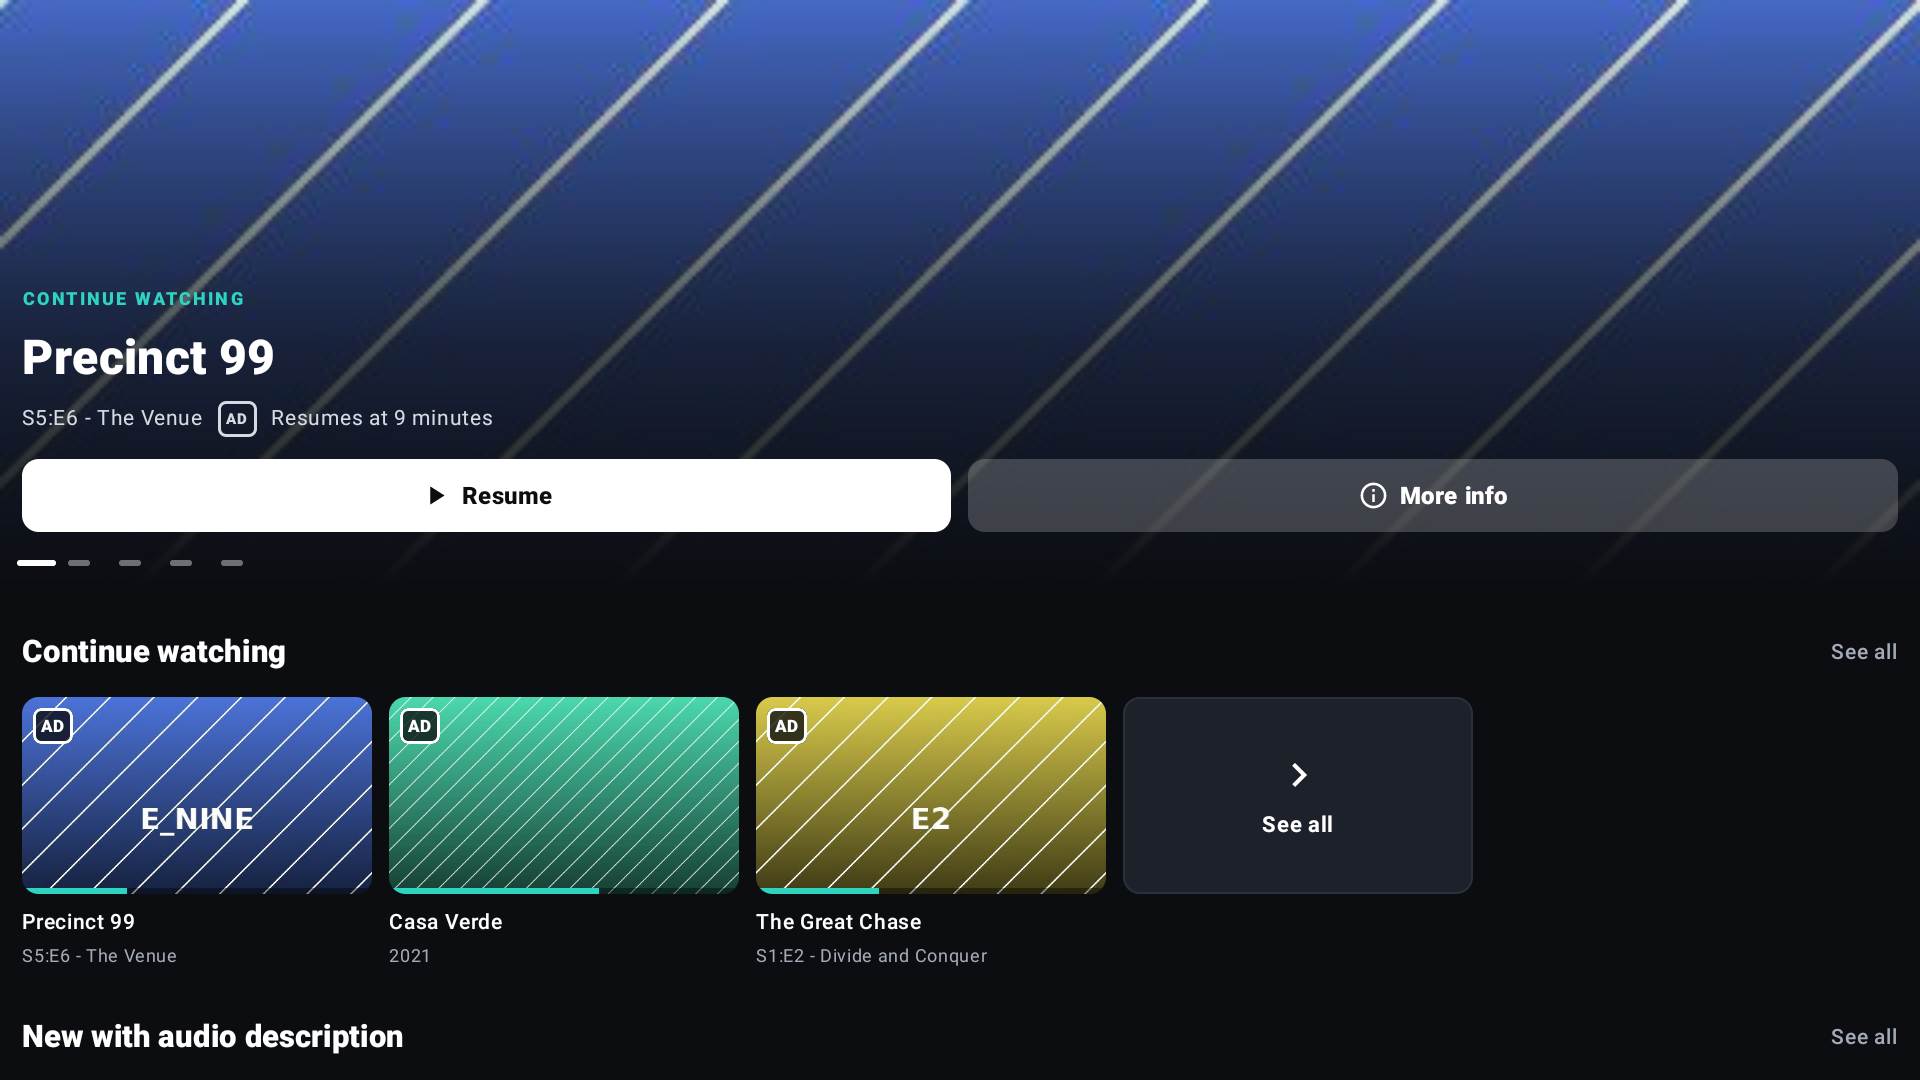 CONTINUE WATCHING
Precinct 99
S5:E6 - The Venue AD Resumes at 9 minutes
Resume
More info
Continue watching
See all
AD
AD
AD
E_NINE
E2
See all
Precinct 99
Casa Verde
The Great Chase
S5:E6 - The Venue
2021
S1:E2 - Divide and Conquer
New with audio description
See all